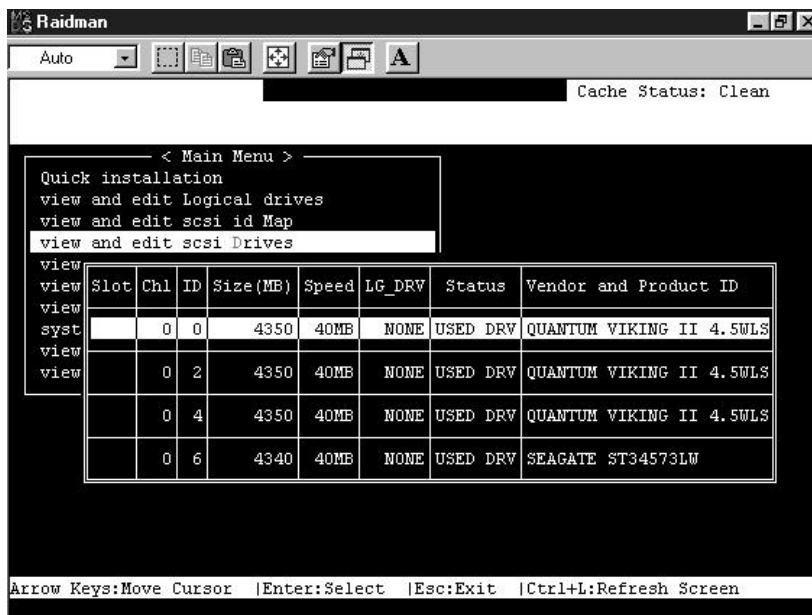 Raidman
Auto
A
Cache Status: Clean
< Main Menu >
Quick installation
view and edit Logical drives
view and edit scsi id Map
view and edit scsi Drives
view
view
view
syst
view
view
Slot Chl ID Size(MB) Speed LG_DRV Status Vendor and Product ID
0 0 4350 40MB NONE USED DRV QUANTUM VIKING II 4.5WLS
0 2 4350 40MB NONE USED DRV QUANTUM VIKING II 4.5WLS
0 4 4350 40MB NONE USED DRV QUANTUM VIKING II 4.5WLS
0 6 4340 40MB NONE USED DRV SEAGATE ST34573LW
Arrow Keys:Move Cursor |Enter:Select |Esc:Exit |Ctrl+L:Refresh Screen